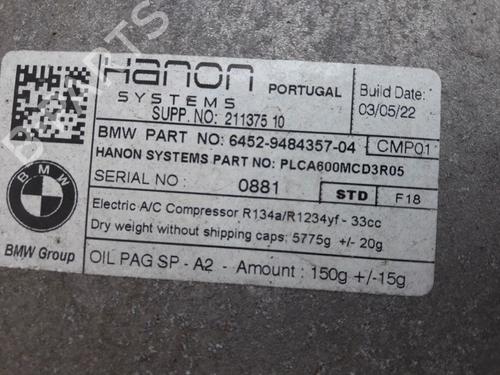 PARTS
Hanon
SYSTEMS
PORTUGAL
Build Date:
03/05/22
SUPP. NO: 211375 10
BMW PART NO: 6452-9484357-04 CMP01
HANON SYSTEMS PART NO: PLCA600MCD3R05
SERIAL NO : 0881 STD F18
Electric A/C Compressor R134a/R1234yf - 33cc
Dry weight without shipping caps: 5775g +/- 20g
BMW
BMW Group
OIL PAG SP - A2 - Amount : 150g +/-15g